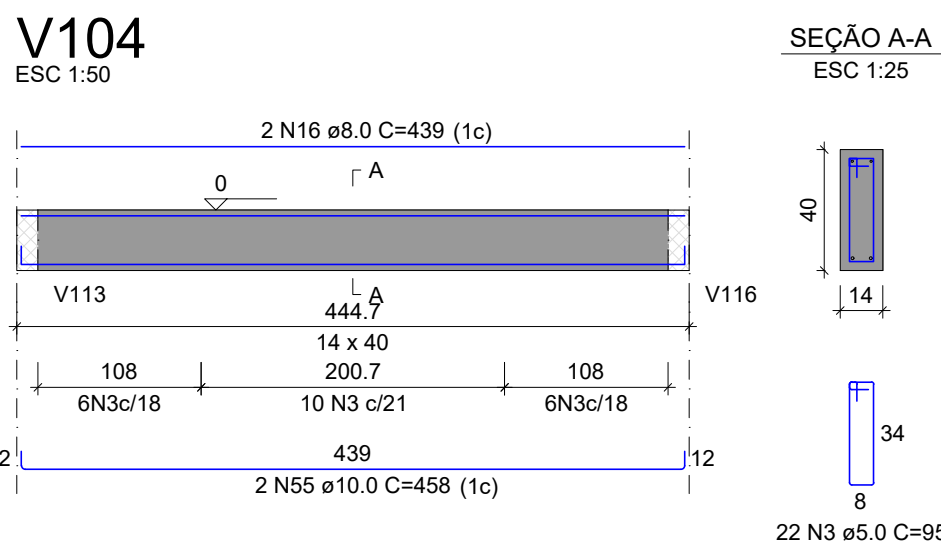 V104
ESC 1:50
SEÇÃO A-A
ESC 1:25
2 N16 ø8.0 C=439 (1c)
A
0
40
V113
A
V116
444.7
14
14 x 40
108 200.7 108
6N3c/18 10 N3 c/21 6N3c/18
34
2 439 12
2 N55 ø10.0 C=458 (1c)
8
22 N3 ø5.0 C=95